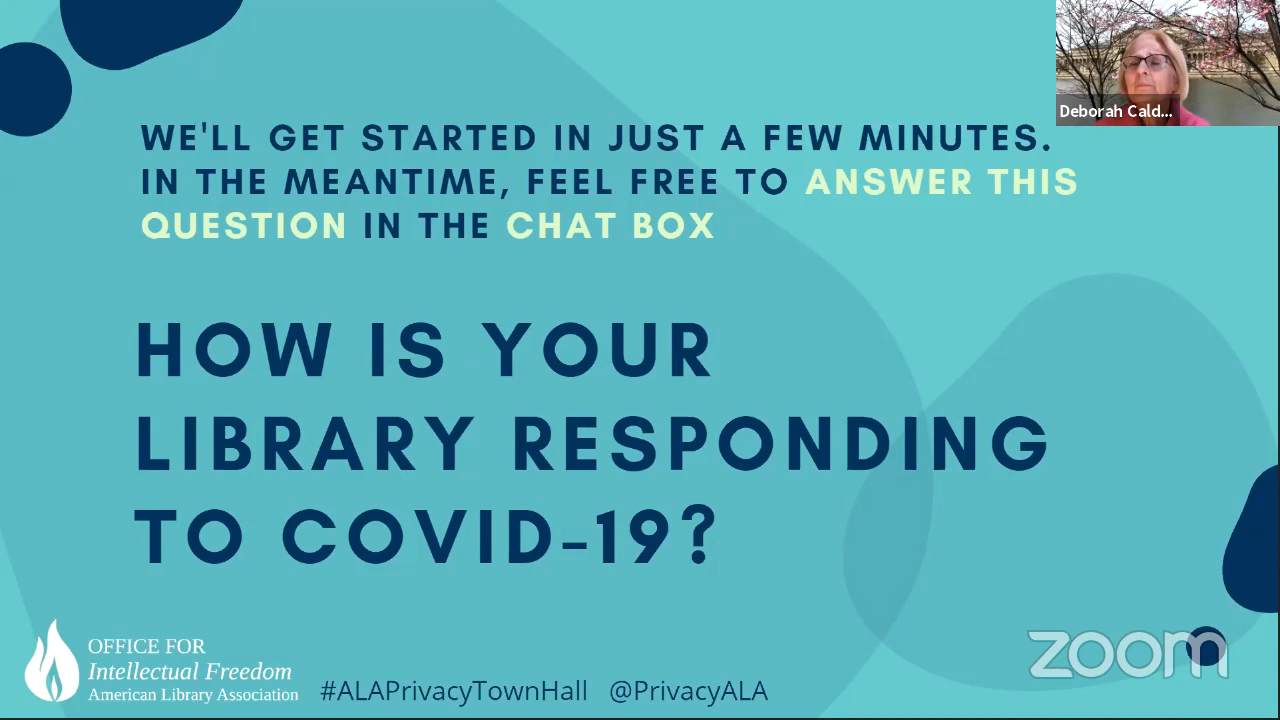 WE'LL GET STARTED IN JUST A FEW MINUTES.
IN THE MEANTIME, FEEL FREE TO ANSWER THIS
QUESTION IN THE CHAT BOX
HOW IS YOUR
LIBRARY RESPONDING
TO COVID-19?
Deborah Cald...
OFFICE FOR
Intellectual Freedom
American Library Association
#ALAPrivacyTownHall @PrivacyALA
zoom